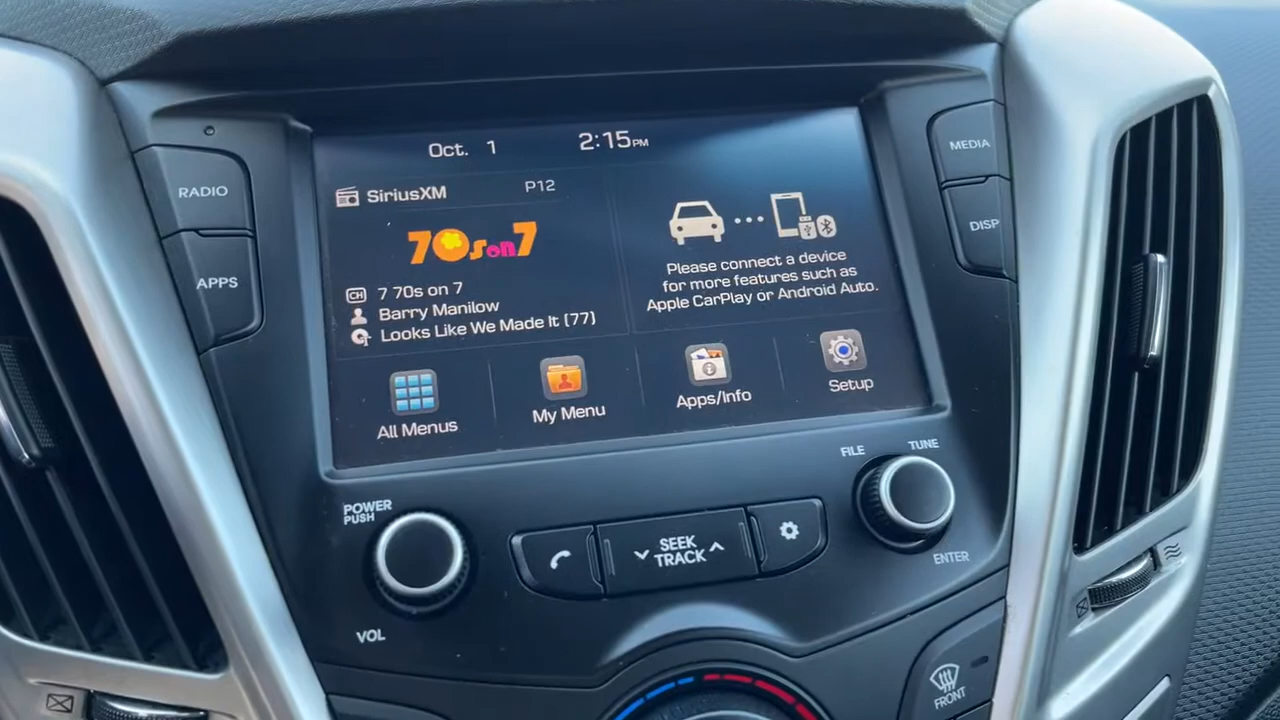 Oct. 1 2:15PM
SiriusXM P12
70s on 7
CH 7 70s on 7
Barry Manilow
Looks Like We Made It (77)
Please connect a device
for more features such as
Apple CarPlay or Android Auto.
All Menus
My Menu
Apps/Info
Setup
RADIO
APPS
MEDIA
DISP
POWER
PUSH
VOL
SEEK
TRACK
FILE
TUNE
ENTER
FRONT